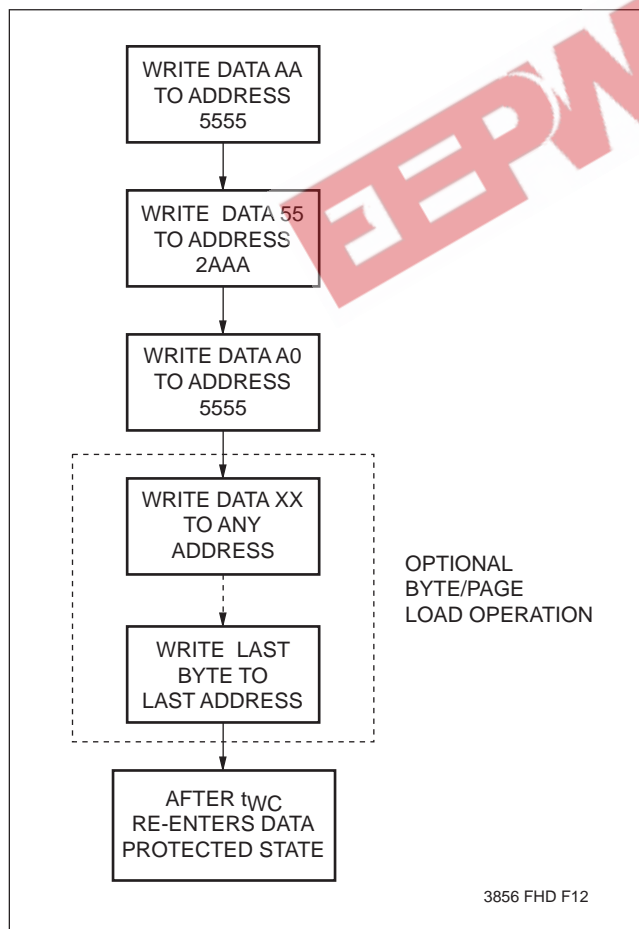 EEPW
WRITE DATA AA
TO ADDRESS
5555
WRITE DATA 55
TO ADDRESS
2AAA
WRITE DATA A0
TO ADDRESS
5555
WRITE DATA XX
TO ANY
ADDRESS
OPTIONAL
BYTE/PAGE
LOAD OPERATION
WRITE LAST
BYTE TO
LAST ADDRESS
AFTER tWC
RE-ENTERS DATA
PROTECTED STATE
3856 FHD F12